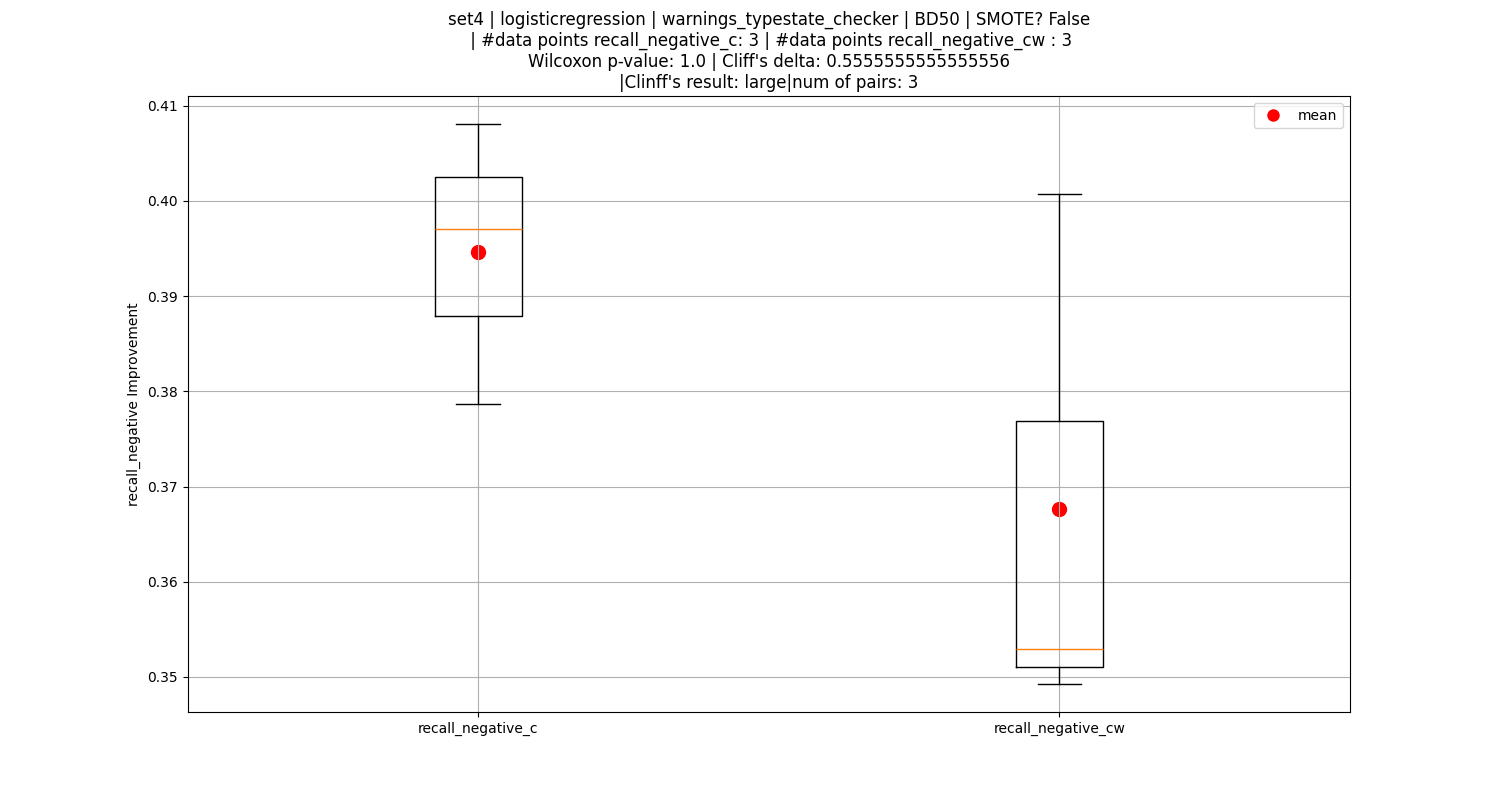 set4 | logisticregression | warnings_typestate_checker | BD50 | SMOTE? False
| #data points recall_negative_c: 3 | #data points recall_negative_cw : 3
Wilcoxon p-value: 1.0 | Cliff's delta: 0.5555555555555556
|Clinff's result: large|num of pairs: 3
mean
recall_negative Improvement
0.41
0.40
0.39
0.38
0.37
0.36
0.35
recall_negative_c
recall_negative_cw